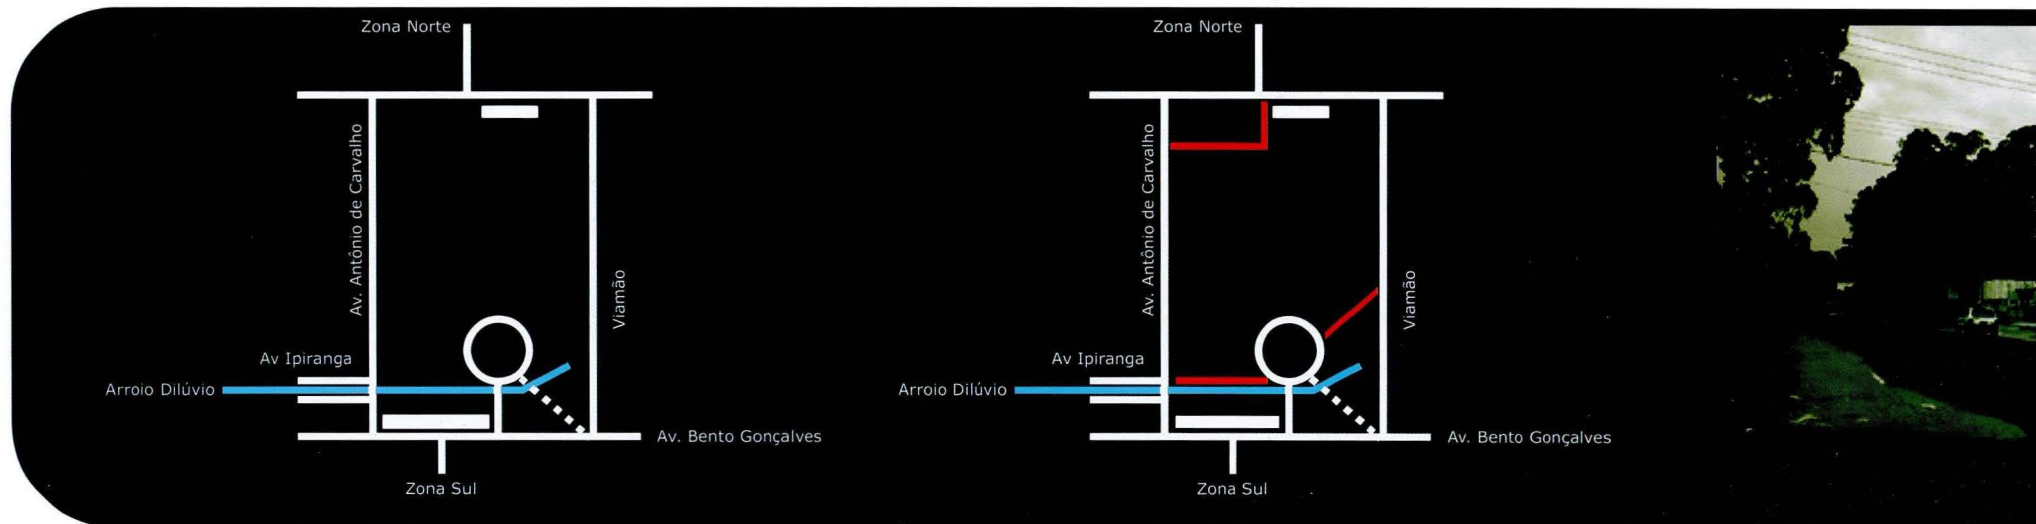 Zona Norte
Av. Antônio de Carvalho
Viamão
Av Ipiranga
Arroio Dilúvio
Av. Bento Gonçalves
Zona Sul
Zona Norte
Av. Antônio de Carvalho
Viamão
Av Ipiranga
Arroio Dilúvio
Av. Bento Gonçalves
Zona Sul